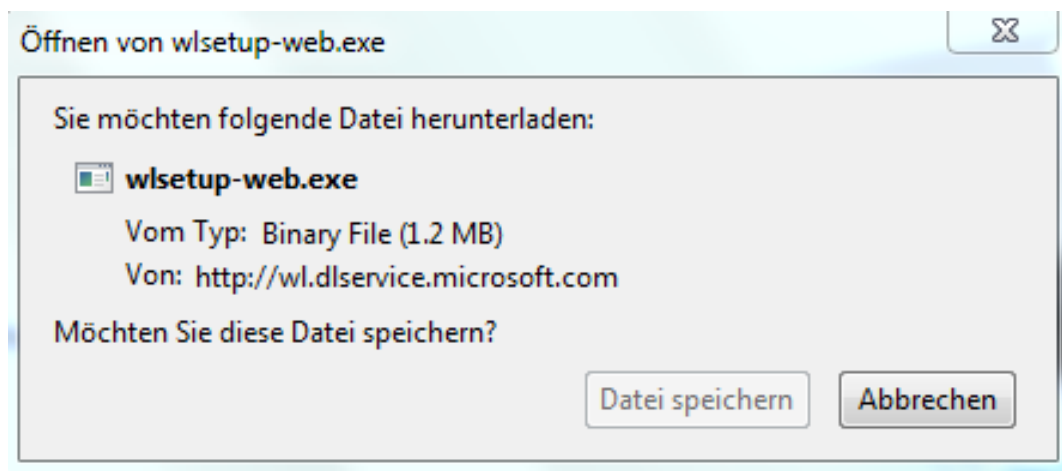 Öffnen von wlsetup-web.exe
Sie möchten folgende Datei herunterladen:
wlsetup-web.exe
Vom Typ: Binary File (1.2 MB)
Von: http://wl.dlservice.microsoft.com
Möchten Sie diese Datei speichern?
Datei speichern Abbrechen